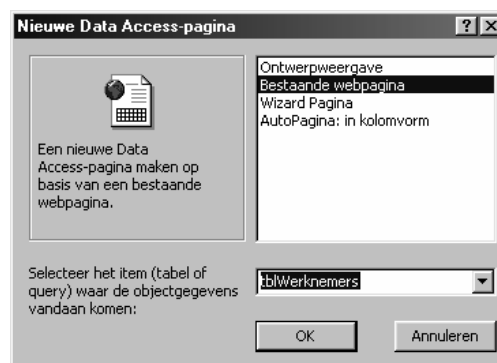 Nieuwe Data Access-pagina
Ontwerpweergave
Bestaande webpagina
Wizard Pagina
AutoPagina: in kolomvorm
Een nieuwe Data
Access-pagina maken op
basis van een bestaande
webpagina.
Selecteer het item (tabel of
query) waar de objectgegevens
vandaan komen:
tblWerknemers
OK
Annuleren